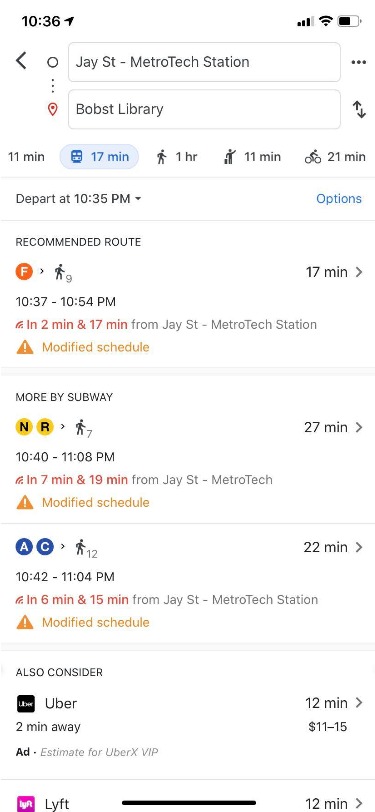 10:36
Jay St - MetroTech Station
Bobst Library
11 min 17 min 1 hr 11 min 21 min
Depart at 10:35 PM Options
RECOMMENDED ROUTE
F 9 17 min
10:37 - 10:54 PM
In 2 min & 17 min from Jay St - MetroTech Station
Modified schedule
MORE BY SUBWAY
N R 7 27 min
10:40 - 11:08 PM
In 7 min & 19 min from Jay St - MetroTech
Modified schedule
A C 12 22 min
10:42 - 11:04 PM
In 6 min & 15 min from Jay St - MetroTech Station
Modified schedule
ALSO CONSIDER
Uber Uber 12 min
2 min away $11–15
Ad · Estimate for UberX VIP
lyft Lyft 12 min